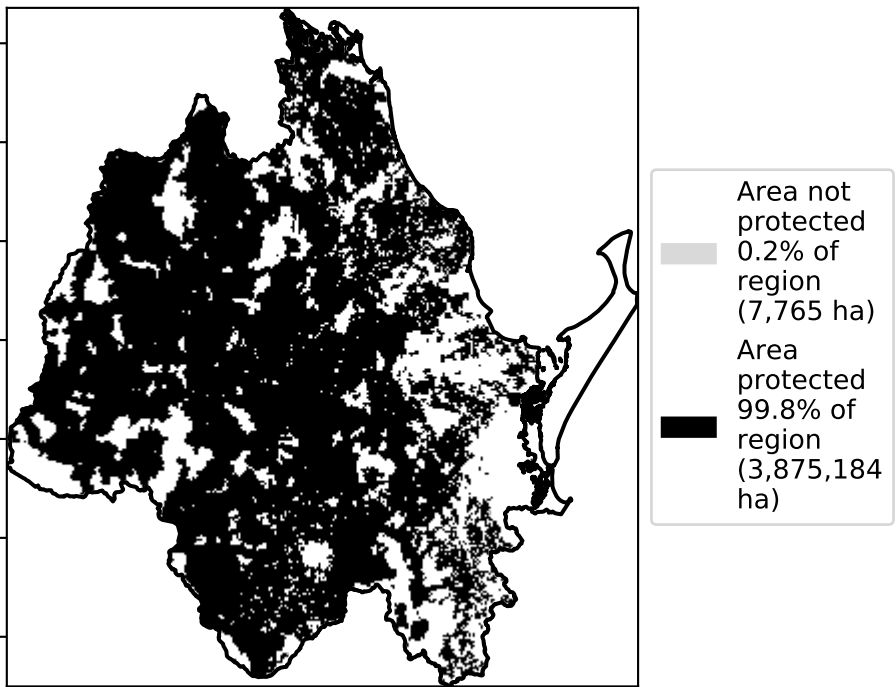 Area not
protected
0.2% of
region
(7,765 ha)
Area
protected
99.8% of
region
(3,875,184
ha)